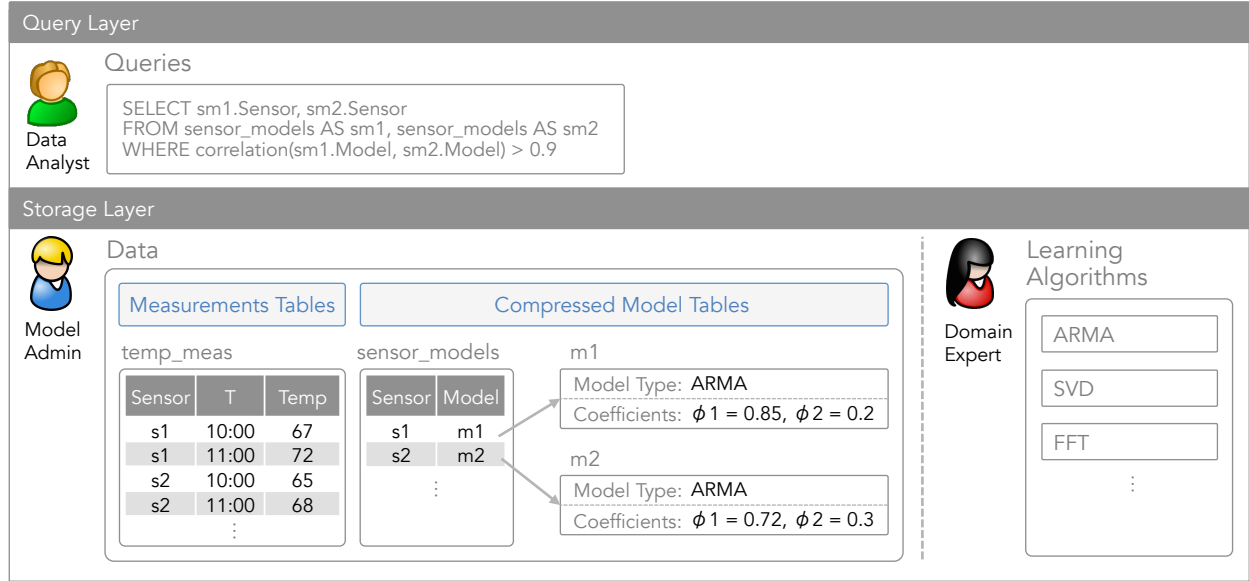 Query Layer
Data
Analyst
Queries
SELECT sm1.Sensor, sm2.Sensor
FROM sensor_models AS sm1, sensor_models AS sm2
WHERE correlation(sm1.Model, sm2.Model) > 0.9
Storage Layer
Model
Admin
Data
Measurements Tables
Compressed Model Tables
temp_meas
Sensor T Temp
s1 10:00 67
s1 11:00 72
s2 10:00 65
s2 11:00 68
⋮
sensor_models
Sensor Model
s1 m1
s2 m2
⋮
m1
Model Type: ARMA
Coefficients: ϕ1 = 0.85, ϕ2 = 0.2
m2
Model Type: ARMA
Coefficients: ϕ1 = 0.72, ϕ2 = 0.3
Domain
Expert
Learning
Algorithms
ARMA
SVD
FFT
⋮